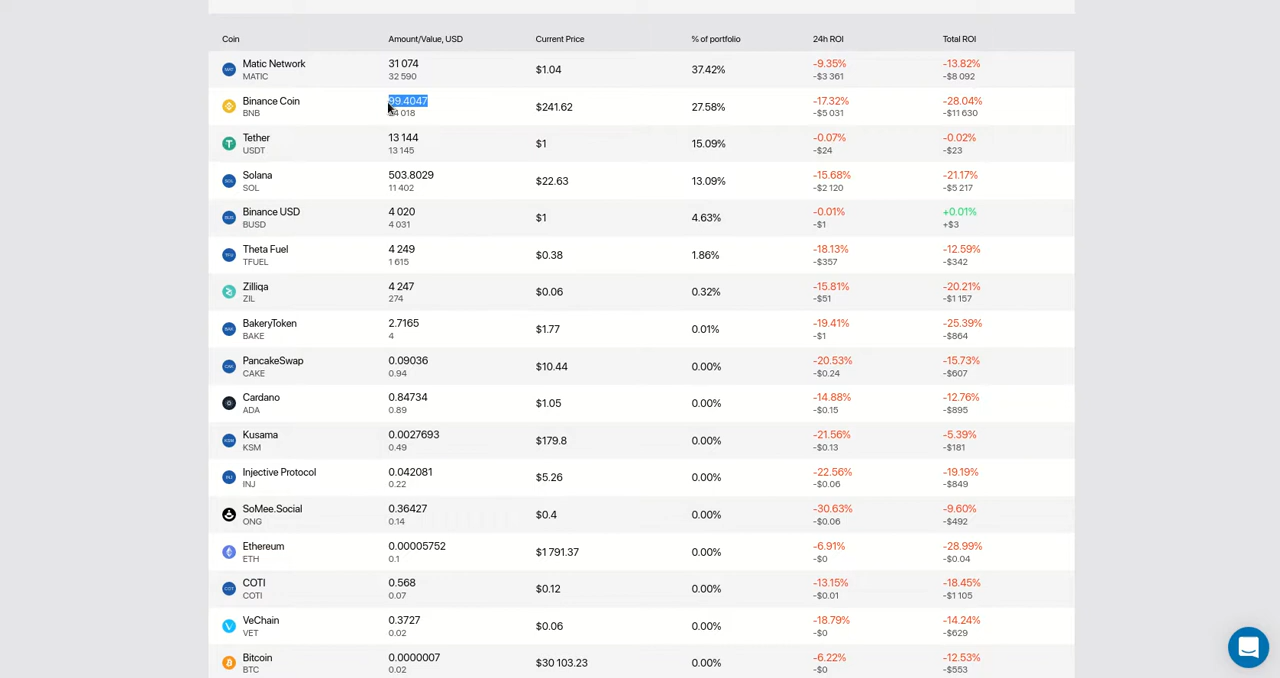 Coin Amount/Value, USD Current Price % of portfolio 24h ROI Total ROI
Matic Network 31 074 $1.04 37.42% -9.35% -13.82%
MATIC 32 590 -$3 361 -$8 092
Binance Coin 99.4047 $241.62 27.58% -17.32% -28.04%
BNB 24 018 -$5 031 -$11 630
Tether 13 144 $1 15.09% -0.07% -0.02%
USDT 13 145 -$24 -$23
Solana 503.8029 $22.63 13.09% -15.68% -21.17%
SOL 11 402 -$2 120 -$5 217
Binance USD 4 020 $1 4.63% -0.01% +0.01%
BUSD 4 031 -$1 +$3
Theta Fuel 4 249 $0.38 1.86% -18.13% -12.59%
TFUEL 1 615 -$357 -$342
Zilliqa 4 247 $0.06 0.32% -15.81% -20.21%
ZIL 274 -$51 -$1 157
BakeryToken 2.7165 $1.77 0.01% -19.41% -25.39%
BAKE 4 -$1 -$864
PancakeSwap 0.09036 $10.44 0.00% -20.53% -15.73%
CAKE 0.94 -$0.24 -$607
Cardano 0.84734 $1.05 0.00% -14.88% -12.76%
ADA 0.89 -$0.15 -$895
Kusama 0.0027693 $179.8 0.00% -21.56% -5.39%
KSM 0.49 -$0.13 -$181
Injective Protocol 0.042081 $5.26 0.00% -22.56% -19.19%
INJ 0.22 -$0.06 -$849
SoMee.Social 0.36427 $0.4 0.00% -30.63% -9.60%
ONG 0.14 -$0.06 -$492
Ethereum 0.00005752 $1 791.37 0.00% -6.91% -28.99%
ETH 0.1 -$0 -$0.04
COTI 0.568 $0.12 0.00% -13.15% -18.45%
COTI 0.07 -$0.01 -$1 105
VeChain 0.3727 $0.06 0.00% -18.79% -14.24%
VET 0.02 -$0 -$629
Bitcoin 0.0000007 $30 103.23 0.00% -6.22% -12.53%
BTC 0.02 -$0 -$553